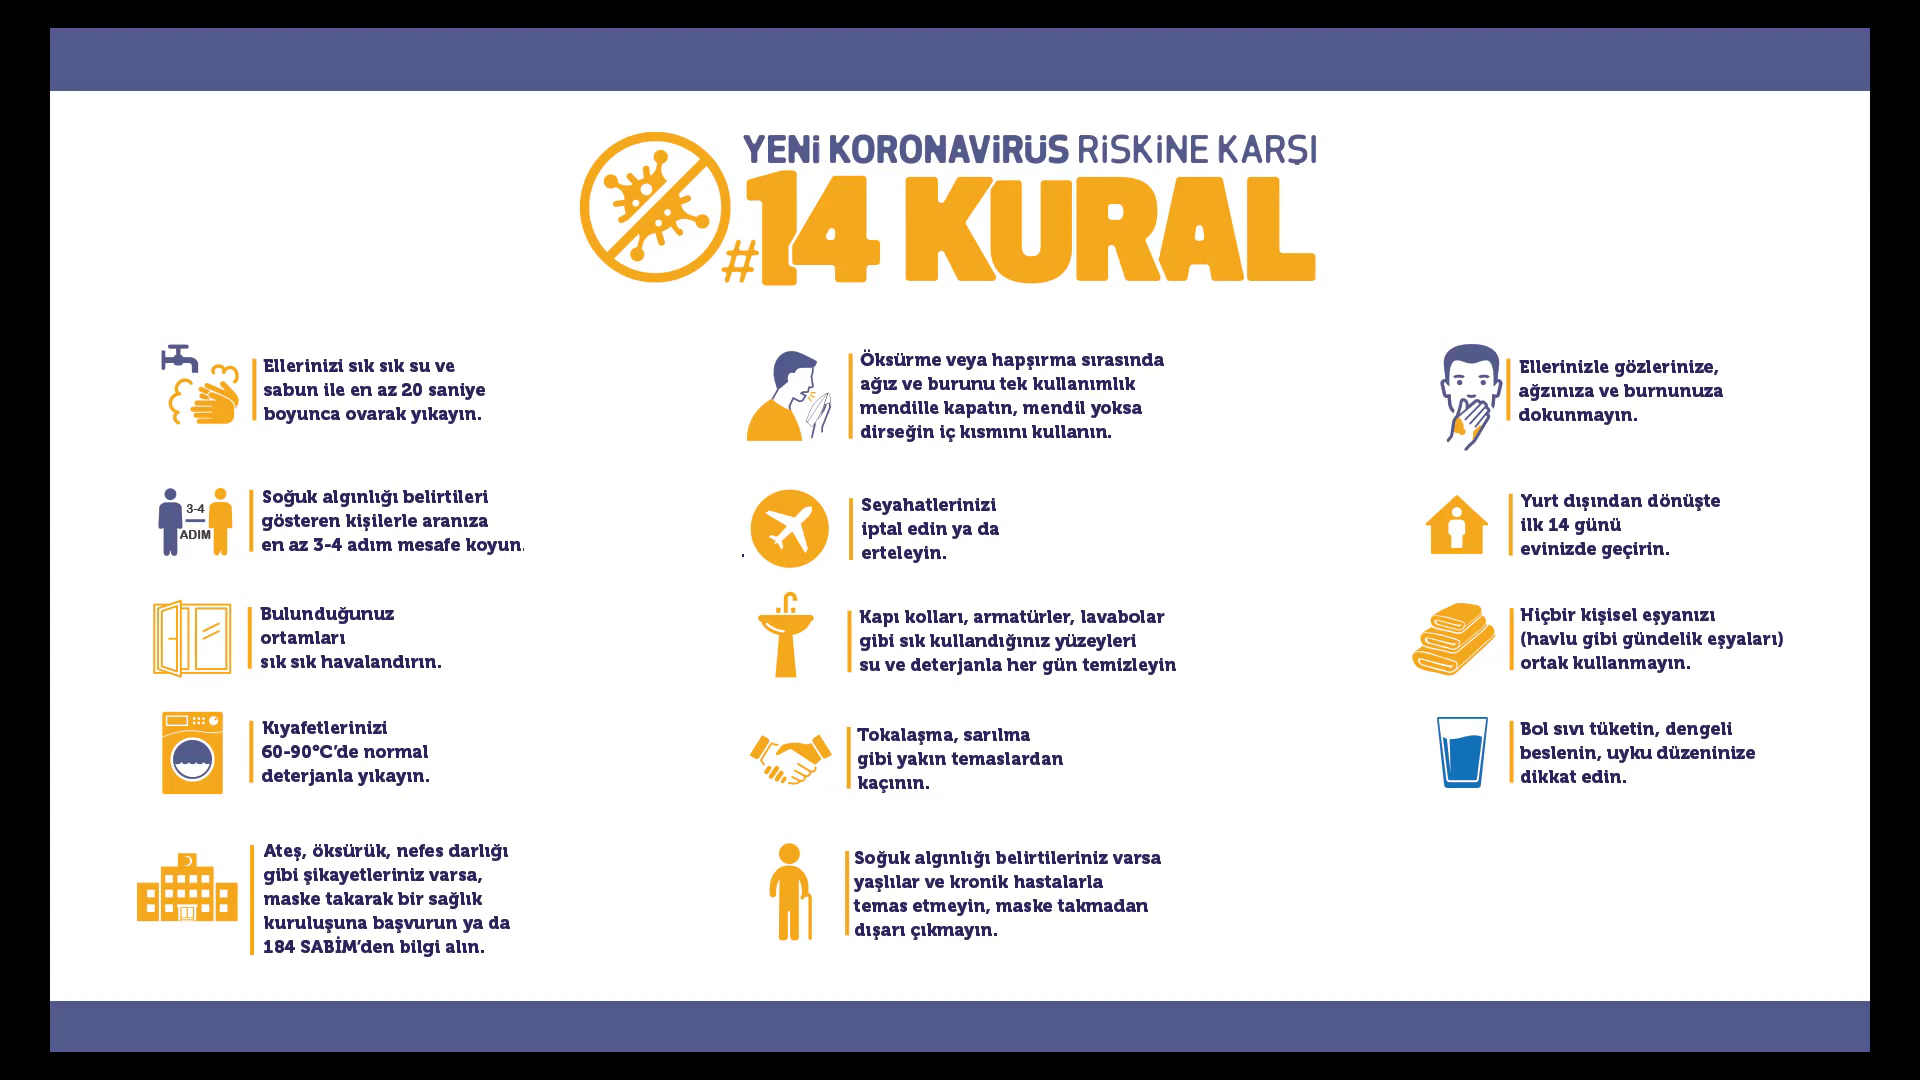 YENİ KORONAVİRÜS RİSKİNE KARŞI
#14 KURAL
Ellerinizi sık sık su ve
sabun ile en az 20 saniye
boyunca ovarak yıkayın.
Öksürme veya hapşırma sırasında
ağız ve burunu tek kullanımlık
mendille kapatın, mendil yoksa
dirseğin iç kısmını kullanın.
Ellerinizle gözlerinize,
ağzınıza ve burnunuza
dokunmayın.
3-4
ADIM
Soğuk algınlığı belirtileri
gösteren kişilerle aranıza
en az 3-4 adım mesafe koyun.
Seyahatlerinizi
iptal edin ya da
erteleyin.
Yurt dışından dönüşte
ilk 14 günü
evinizde geçirin.
Bulunduğunuz
ortamları
sık sık havalandırın.
Kapı kolları, armatürler, lavabolar
gibi sık kullandığınız yüzeyleri
su ve deterjanla her gün temizleyin
Hiçbir kişisel eşyanızı
(havlu gibi gündelik eşyaları)
ortak kullanmayın.
Kıyafetlerinizi
60-90°C’de normal
deterjanla yıkayın.
Tokalaşma, sarılma
gibi yakın temaslardan
kaçının.
Bol sıvı tüketin, dengeli
beslenin, uyku düzeninize
dikkat edin.
Ateş, öksürük, nefes darlığı
gibi şikayetleriniz varsa,
maske takarak bir sağlık
kuruluşuna başvurun ya da
184 SABİM’den bilgi alın.
Soğuk algınlığı belirtileriniz varsa
yaşlılar ve kronik hastalarla
temas etmeyin, maske takmadan
dışarı çıkmayın.